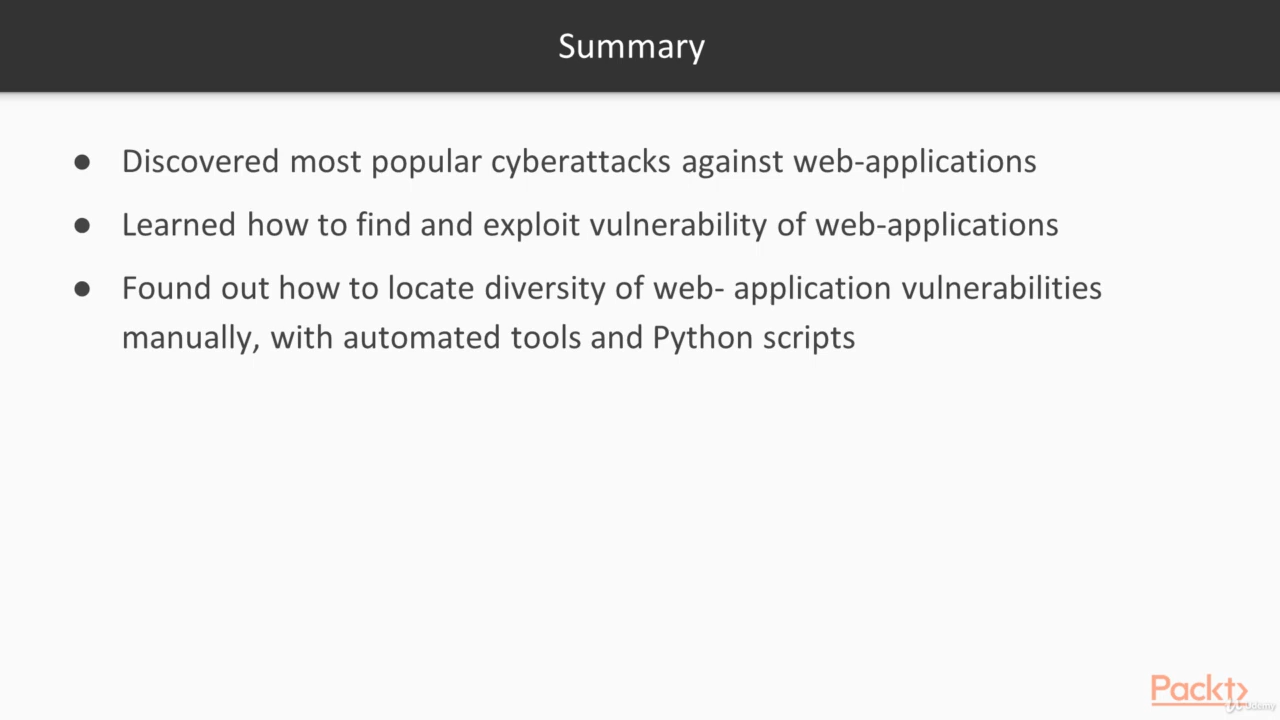 Summary
● Discovered most popular cyberattacks against web-applications
● Learned how to find and exploit vulnerability of web-applications
● Found out how to locate diversity of web- application vulnerabilities
manually, with automated tools and Python scripts
Packt
Udemy